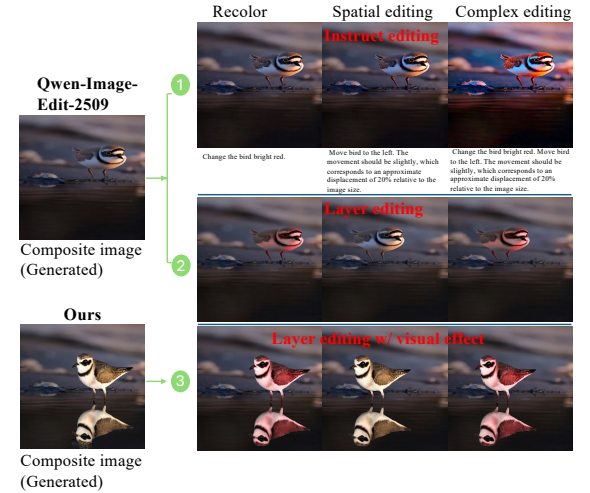 Recolor
Spatial editing
Complex editing
Instruct editing
Qwen-Image-
Edit-2509
1
Change the bird bright red.
Move bird to the left. The
movement should be slightly, which
corresponds to an approximate
displacement of 20% relative to the
image size.
Change the bird bright red. Move bird
to the left. The movement should be
slightly, which corresponds to an
approximate displacement of 20%
relative to the image size.
Layer editing
Composite image
(Generated)
2
Ours
Layer editing w/ visual effect
3
Composite image
(Generated)